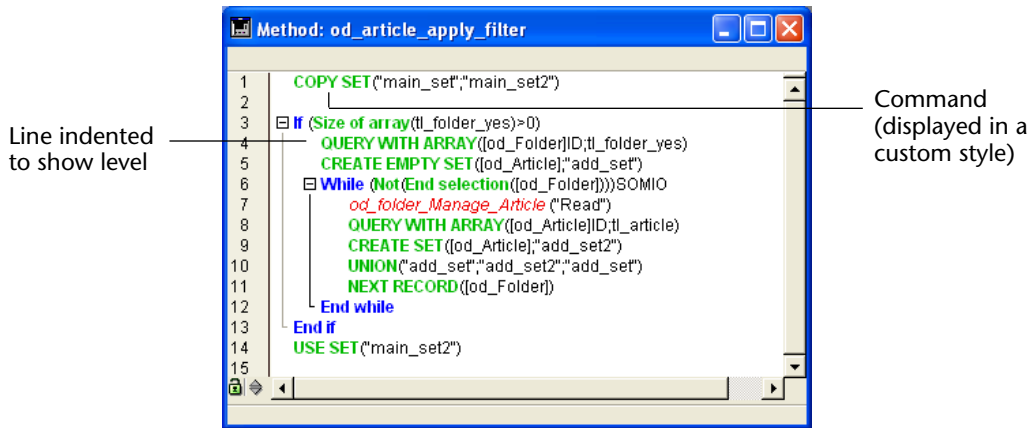 Method: od_article_apply_filter
1 COPY SET("main_set";"main_set2")
2
3 If (Size of array(tl_folder_yes)>0)
4 QUERY WITH ARRAY([od_Folder]ID;tl_folder_yes)
5 CREATE EMPTY SET([od_Article];"add_set")
6 While (Not(End selection([od_Folder])))SOMIO
7 od_folder_Manage_Article ("Read")
8 QUERY WITH ARRAY([od_Article]ID;tl_article)
9 CREATE SET([od_Article];"add_set2")
10 UNION("add_set";"add_set2";"add_set")
11 NEXT RECORD([od_Folder])
12 End while
13 End if
14 USE SET("main_set2")
15
Line indented
to show level
Command
(displayed in a
custom style)